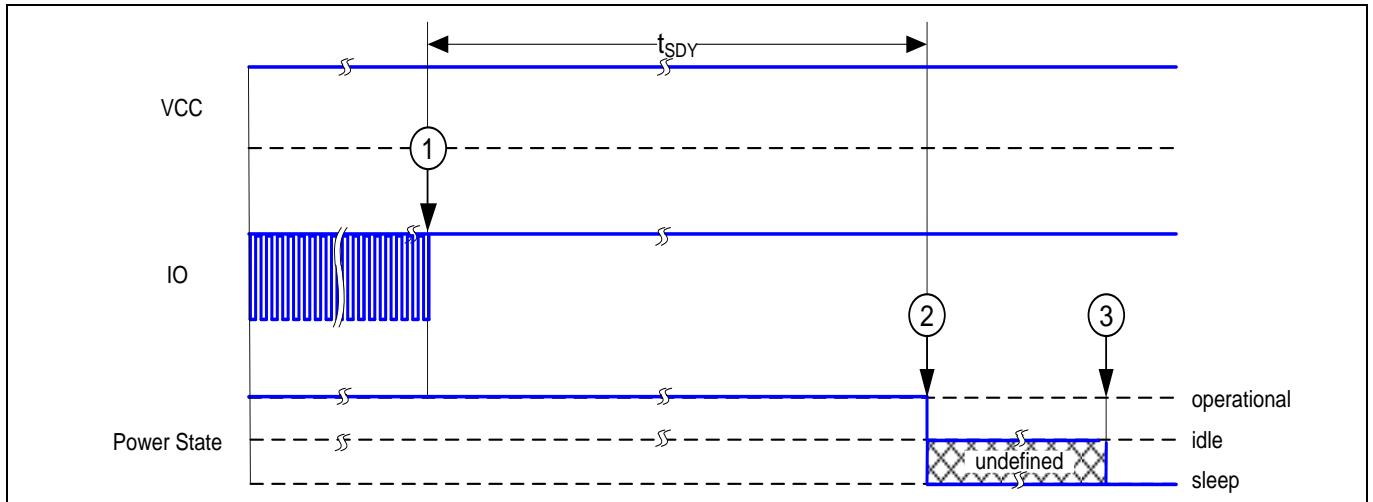 tSDY
VCC
1
IO
2
3
operational
Power State
idle
undefined
sleep